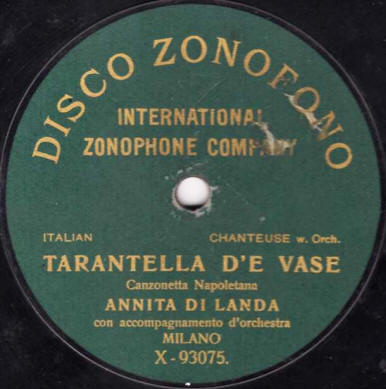 DISCO ZONOFONO
INTERNATIONAL
ZONOPHONE COMPANY
ITALIAN CHANTEUSE w. Orch.
TARANTELLA D'E VASE
Canzonetta Napoletana
ANNITA DI LANDA
con accompagnamento d'orchestra
MILANO
X-93075.